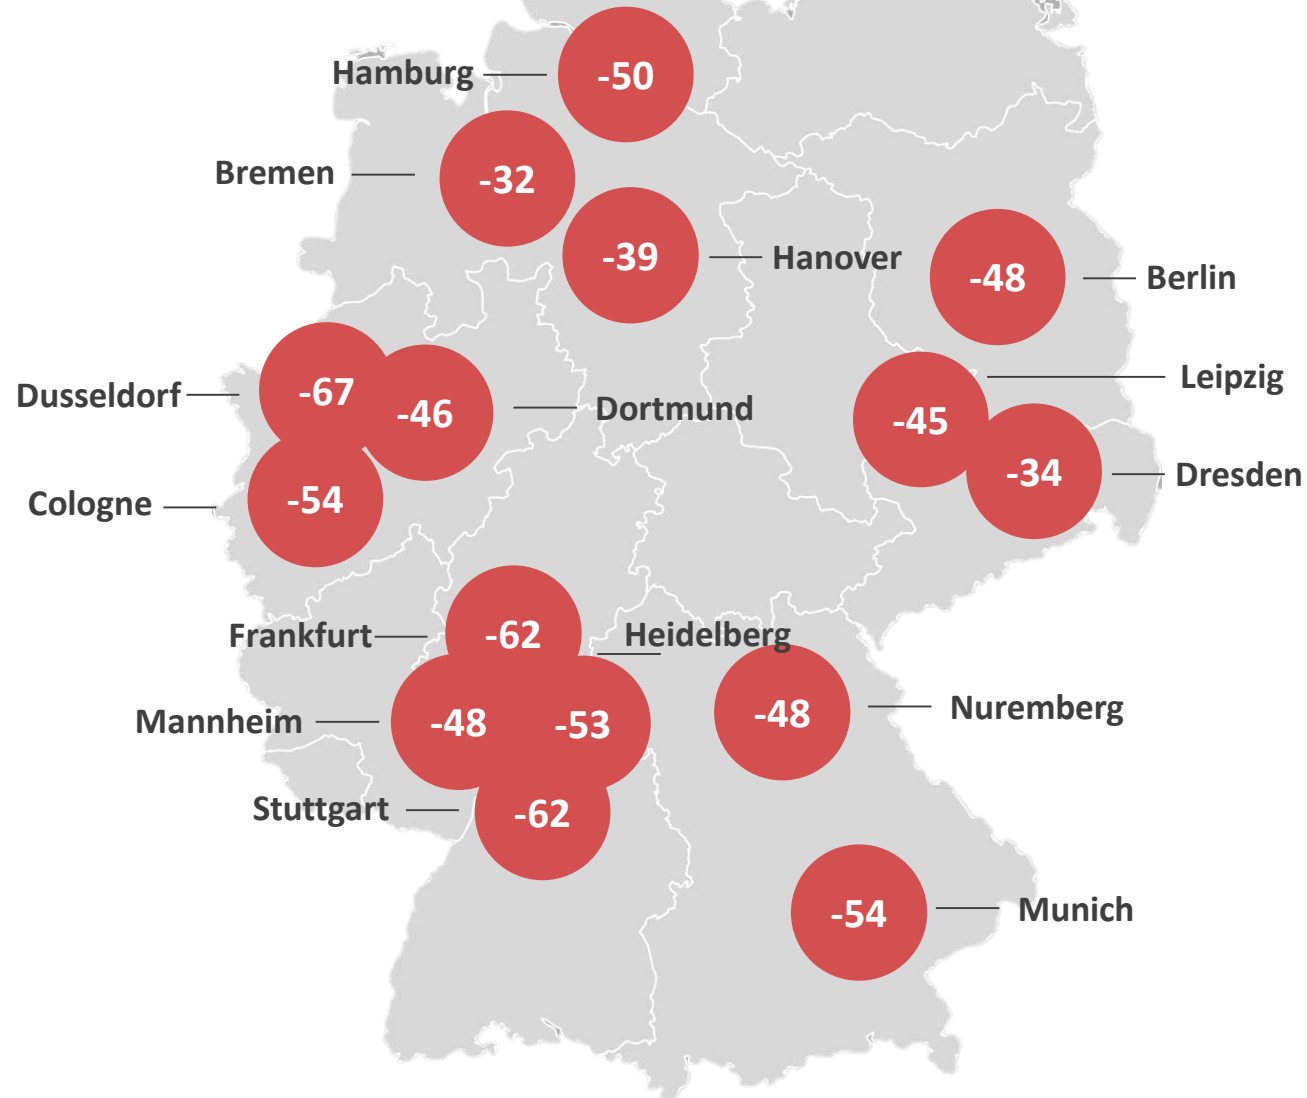 Hamburg -50
Bremen -32
-39 Hanover
-48 Berlin
Dusseldorf -67
-46 Dortmund
-45 Leipzig
-34 Dresden
Cologne -54
Frankfurt -62
Heidelberg
Mannheim -48 -53
-48 Nuremberg
Stuttgart -62
-54 Munich